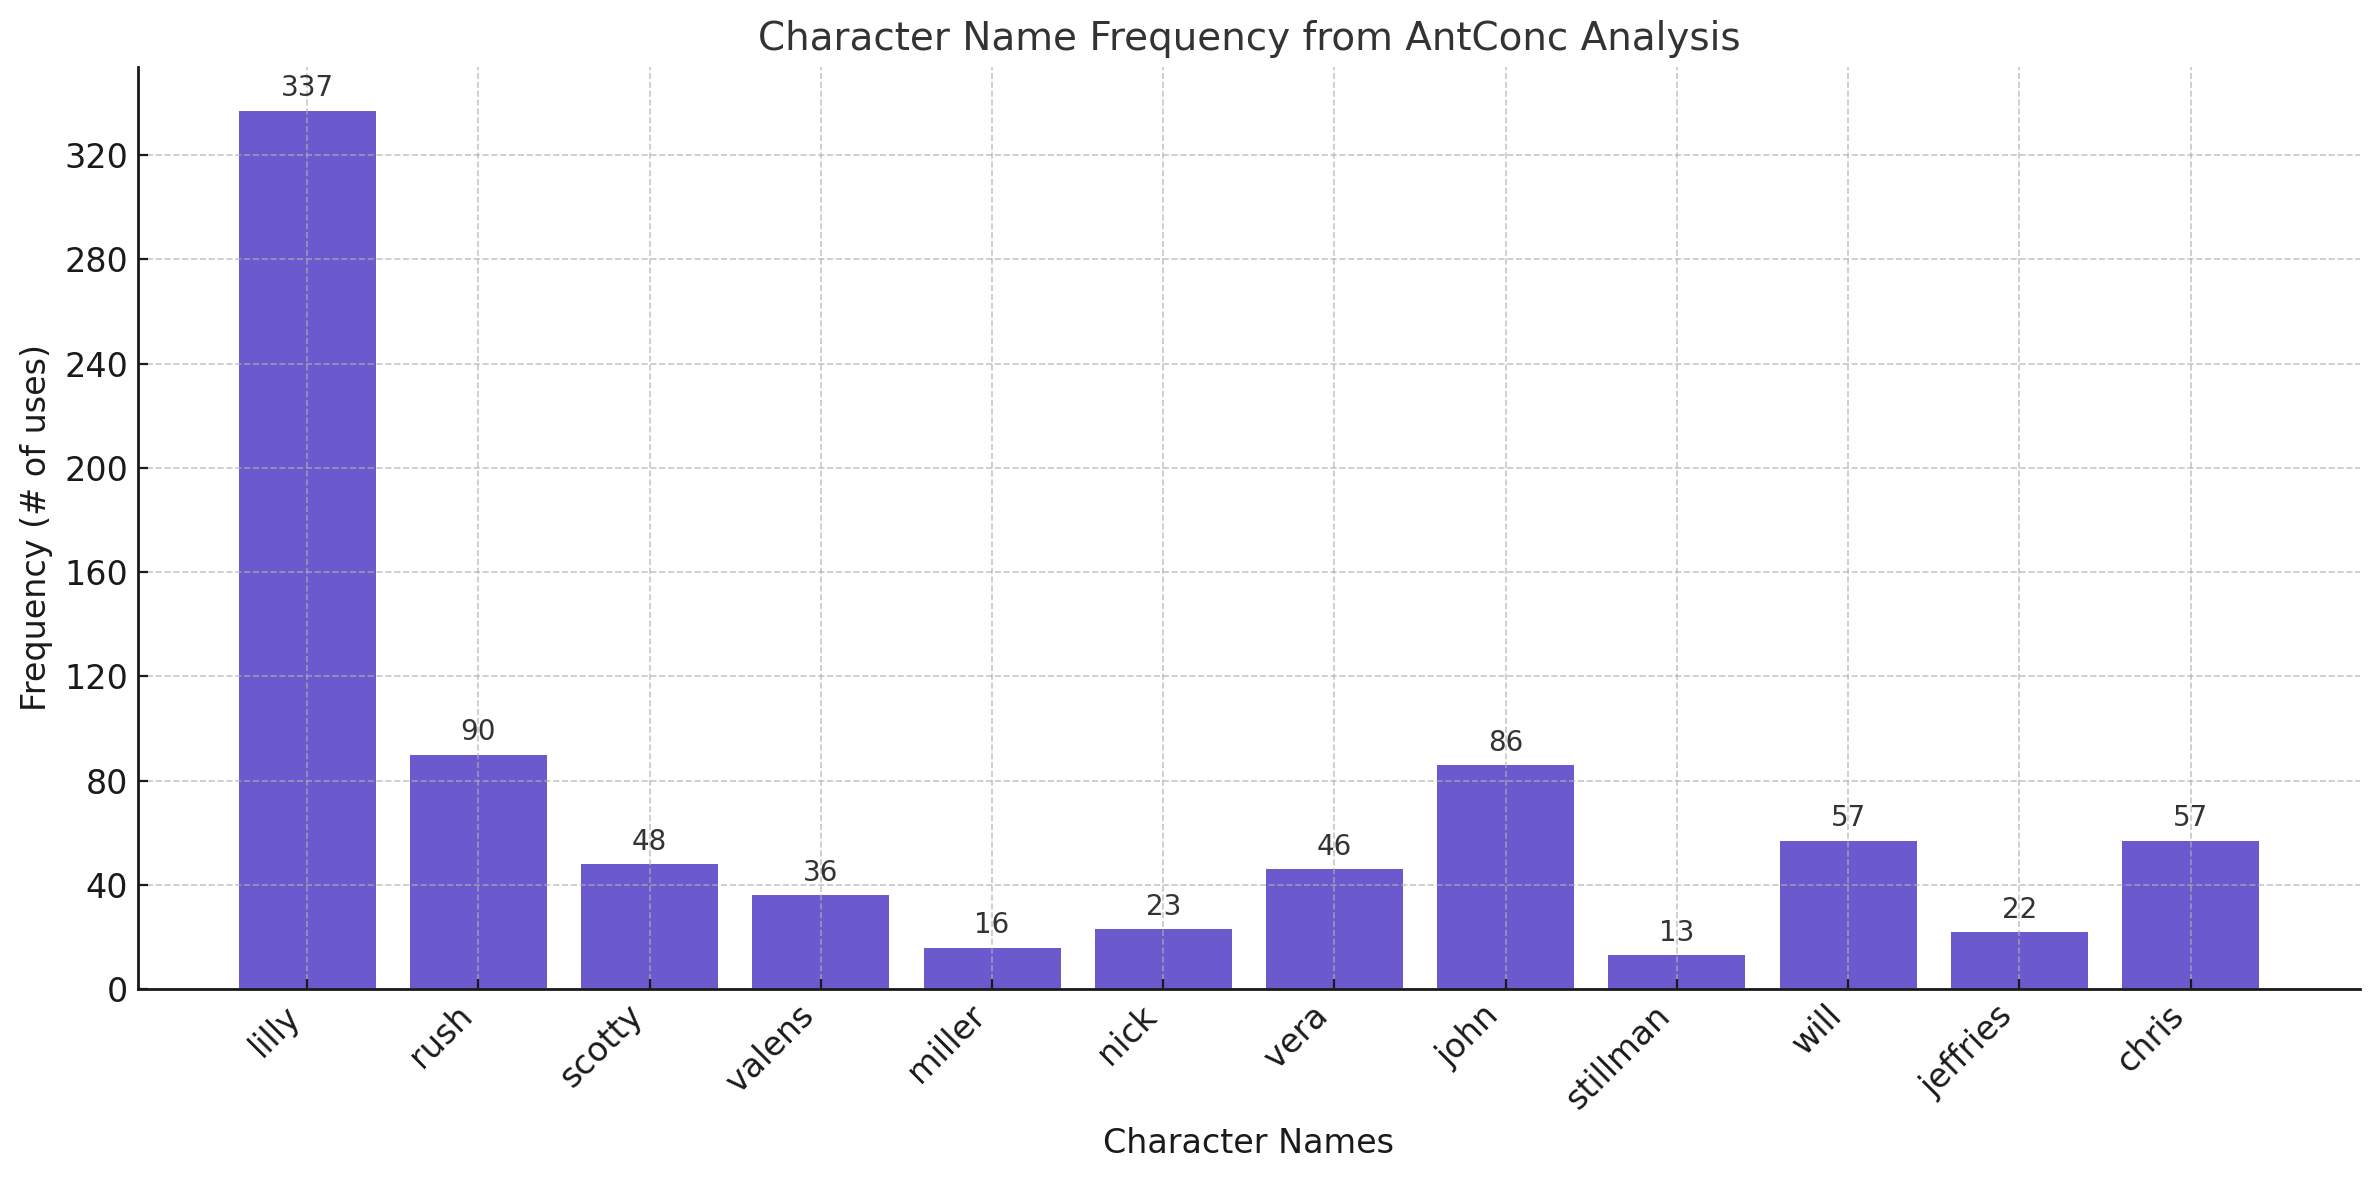 Character Name Frequency from AntConc Analysis
Frequency (# of uses)
320
280
240
200
160
120
80
40
0
337
90
48
36
16
23
46
86
13
57
22
57
lilly
rush
scotty
valens
miller
nick
vera
john
stillman
will
jeffries
chris
Character Names